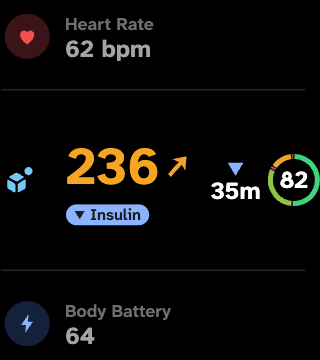 Heart Rate
62 bpm
236
35m
82
Insulin
Body Battery
64